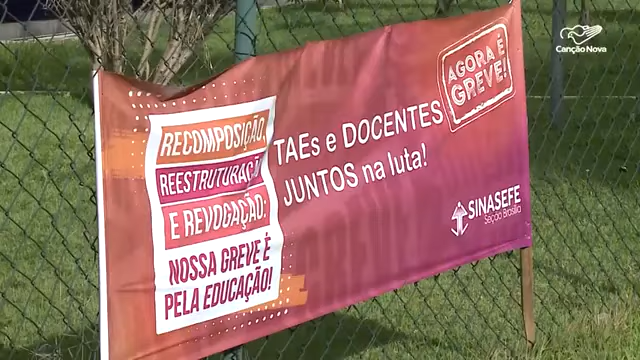 Canção Nova
AGORA É
GREVE!
RECOMPOSIÇÃO,
REESTRUTURAÇÃO
E REVOGAÇÃO:
NOSSA GREVE É
PELA EDUCAÇÃO!
TAEs e DOCENTES
JUNTOS na luta!
SINASEFE
Seção Brasília